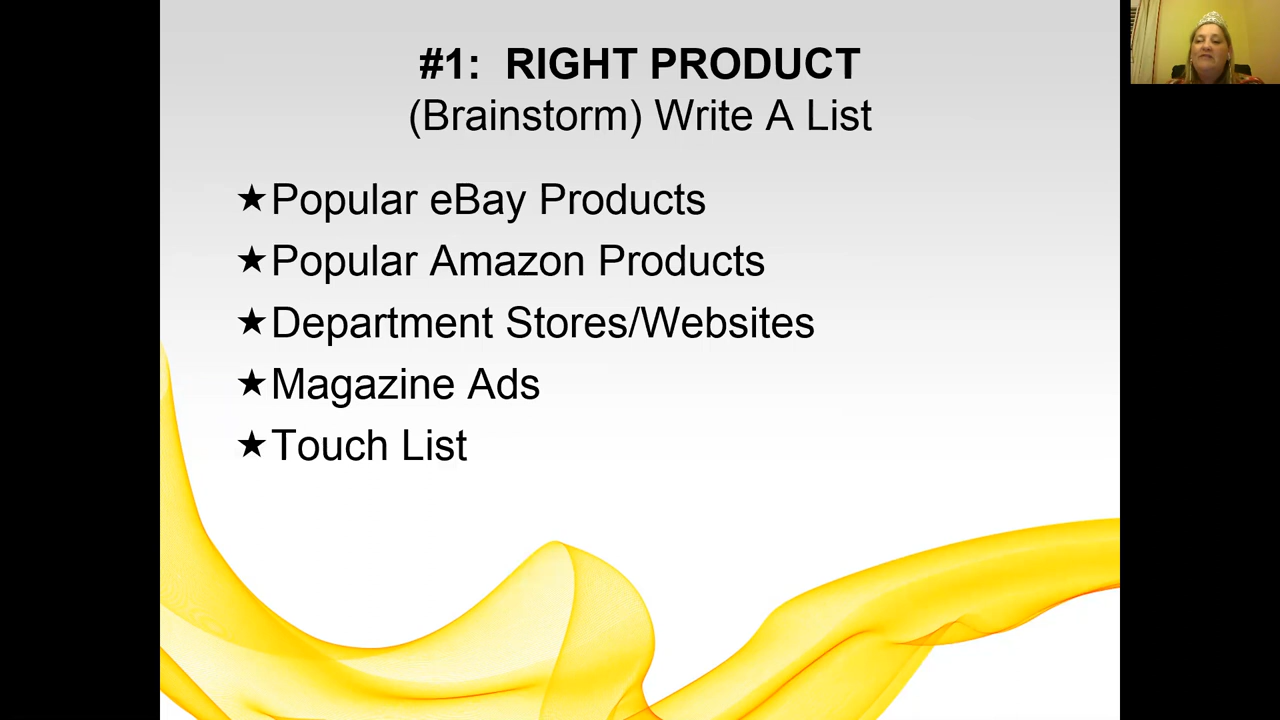 #1: RIGHT PRODUCT
(Brainstorm) Write A List
★Popular eBay Products
★Popular Amazon Products
★Department Stores/Websites
★Magazine Ads
★Touch List